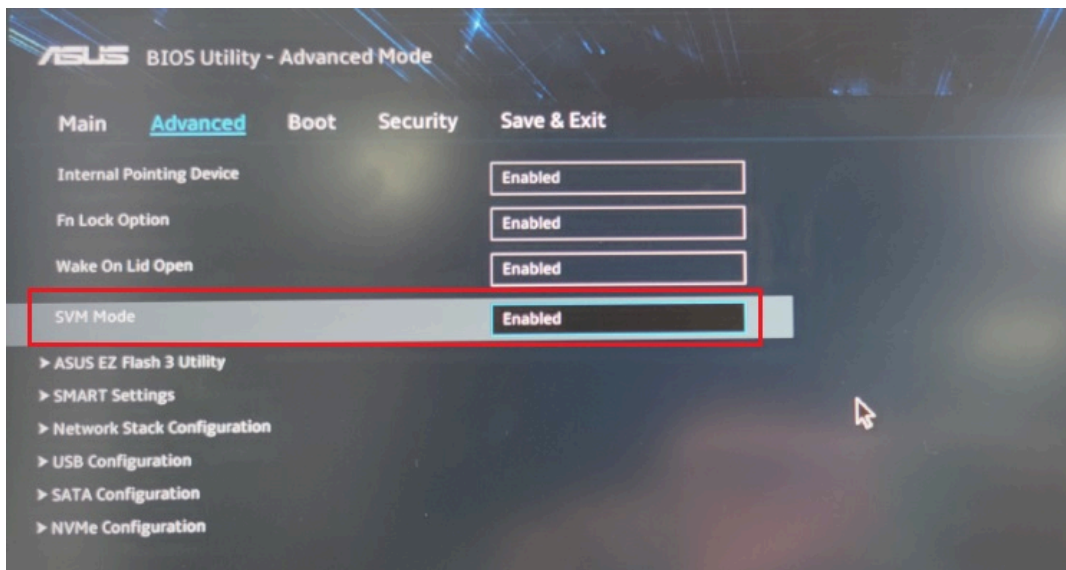 ASUS BIOS Utility - Advanced Mode
Main Advanced Boot Security Save & Exit
Internal Pointing Device Enabled
Fn Lock Option Enabled
Wake On Lid Open Enabled
SVM Mode Enabled
> ASUS EZ Flash 3 Utility
> SMART Settings
> Network Stack Configuration
> USB Configuration
> SATA Configuration
> NVMe Configuration